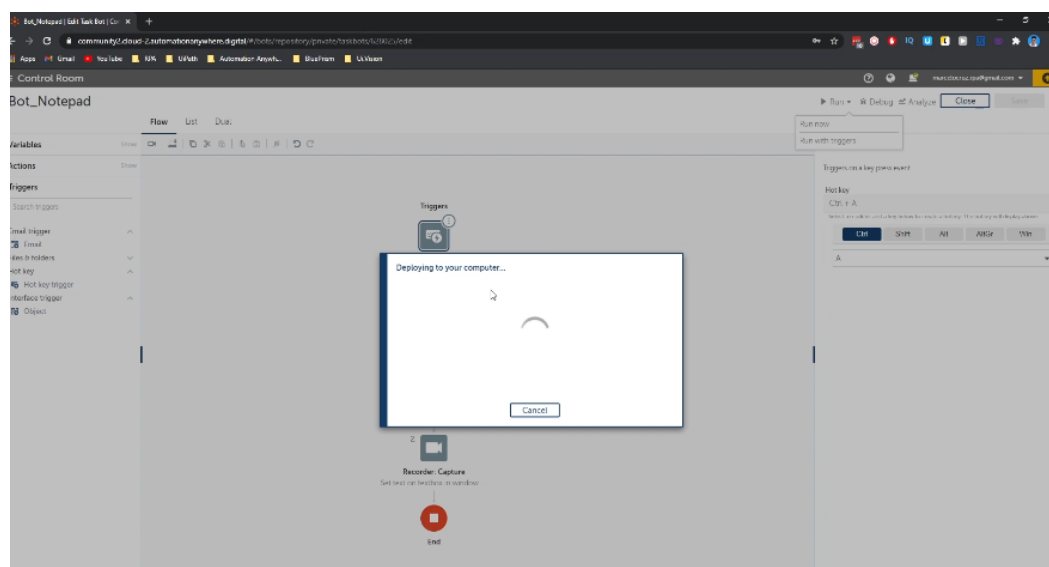 Bot_Notepad | Edit Task Bot | Co
community2.cloud-2.automationanywhere.digital/#/bots/repository/private/taskbots/
Apps Gmail YouTube RPA UiPath Automation Anywh... BluePrism UI.Vision
Control Room
Bot_Notepad
Run Debug Analyze Close Save
Flow List Dual
Run now
Run with triggers
Variables Show
Actions Show
Triggers
Search triggers
Email trigger
Email
Files & folders
Hot key
Hot key trigger
Interface trigger
Object
Triggers
Triggers on a key press event
Hot key
Ctrl + A
Ctrl Shift Alt AltGr Win
A
Deploying to your computer...
Cancel
2.
Recorder: Capture
Set text on textbox in window
End